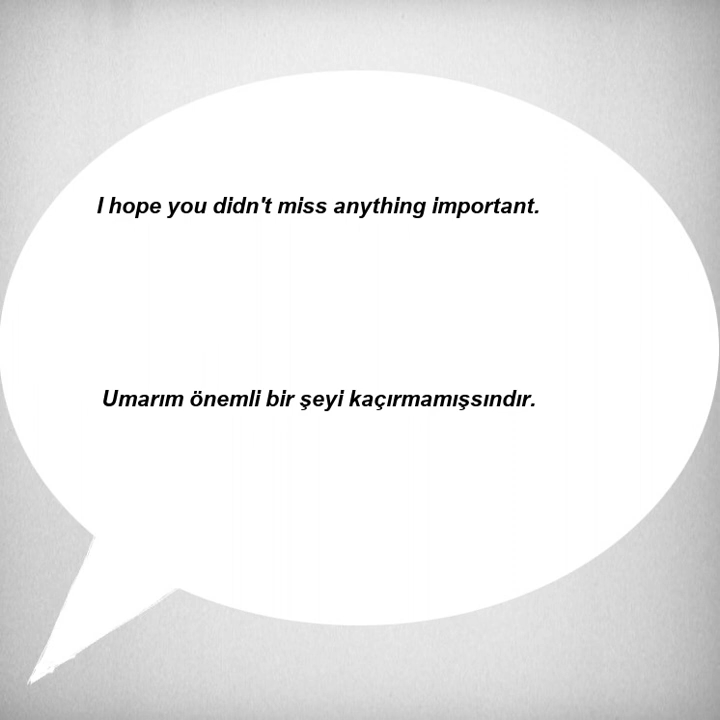 I hope you didn't miss anything important.
Umarım önemli bir şeyi kaçırmamışsındır.